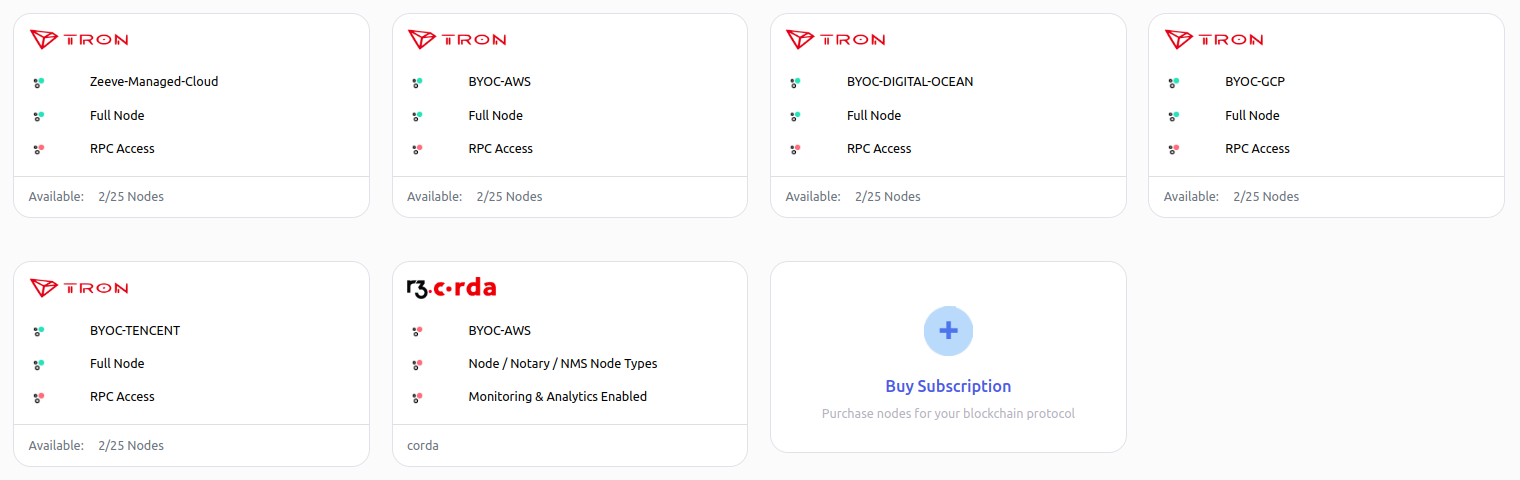 TRON
Zeeve-Managed-Cloud
Full Node
RPC Access
Available: 2/25 Nodes
TRON
BYOC-AWS
Full Node
RPC Access
Available: 2/25 Nodes
TRON
BYOC-DIGITAL-OCEAN
Full Node
RPC Access
Available: 2/25 Nodes
TRON
BYOC-GCP
Full Node
RPC Access
Available: 2/25 Nodes
TRON
BYOC-TENCENT
Full Node
RPC Access
Available: 2/25 Nodes
r3.c•rda
BYOC-AWS
Node / Notary / NMS Node Types
Monitoring & Analytics Enabled
corda
Buy Subscription
Purchase nodes for your blockchain protocol